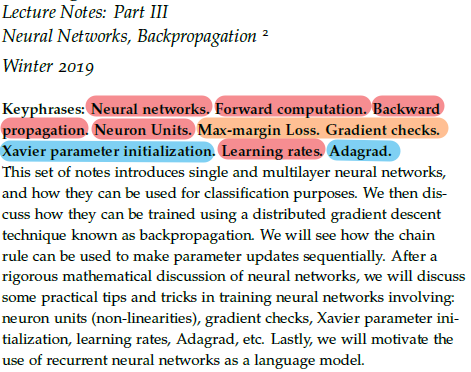 Lecture Notes: Part III
Neural Networks, Backpropagation ²
Winter 2019
Keyphrases: Neural networks. Forward computation. Backward
propagation. Neuron Units. Max-margin Loss. Gradient checks.
Xavier parameter initialization. Learning rates. Adagrad.
This set of notes introduces single and multilayer neural networks,
and how they can be used for classification purposes. We then dis-
cuss how they can be trained using a distributed gradient descent
technique known as backpropagation. We will see how the chain
rule can be used to make parameter updates sequentially. After a
rigorous mathematical discussion of neural networks, we will discuss
some practical tips and tricks in training neural networks involving:
neuron units (non-linearities), gradient checks, Xavier parameter ini-
tialization, learning rates, Adagrad, etc. Lastly, we will motivate the
use of recurrent neural networks as a language model.